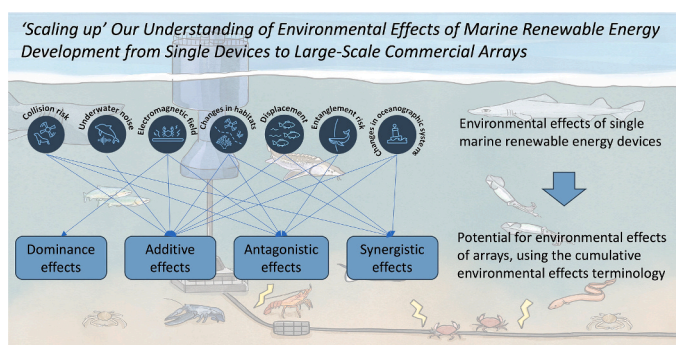 ‘Scaling up’ Our Understanding of Environmental Effects of Marine Renewable Energy
Development from Single Devices to Large-Scale Commercial Arrays
Collision risk
Underwater noise
Electromagnetic field
Changes in habitats
Displacement
Entanglement risk
Changes in oceanographic systems
Environmental effects of single
marine renewable energy devices
Dominance
effects
Additive
effects
Antagonistic
effects
Synergistic
effects
Potential for environmental effects
of arrays, using the cumulative
environmental effects terminology